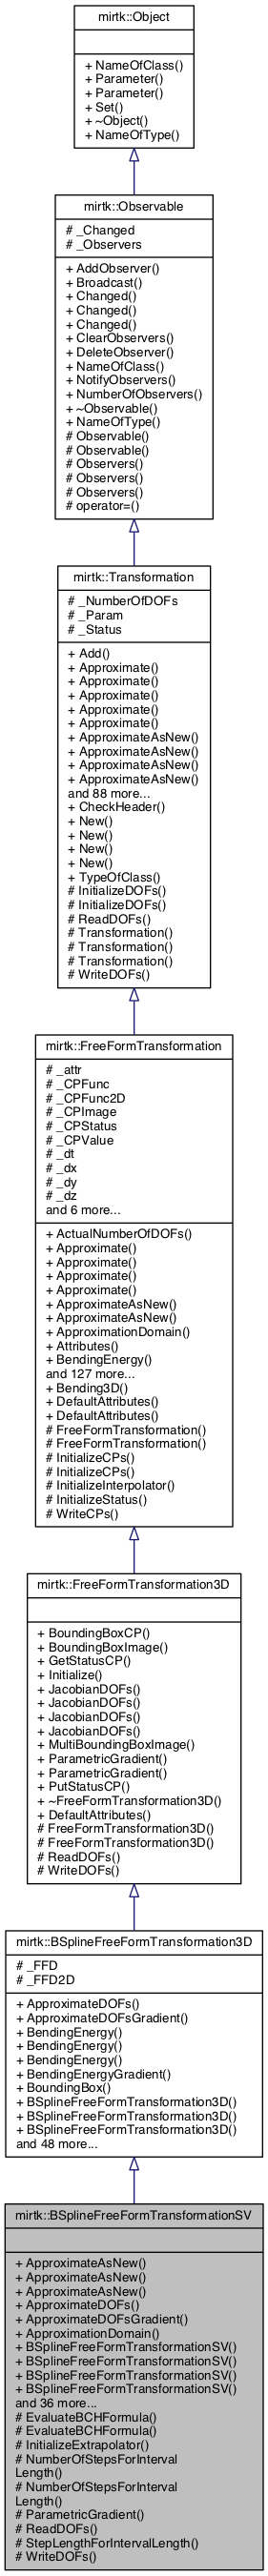 mirtk::Object
+ NameOfClass()
+ Parameter()
+ Parameter()
+ Set()
+ ~Object()
+ NameOfType()
mirtk::Observable
# _Changed
# _Observers
+ AddObserver()
+ Broadcast()
+ Changed()
+ Changed()
+ Changed()
+ ClearObservers()
+ DeleteObserver()
+ NameOfClass()
+ NotifyObservers()
+ NumberOfObservers()
+ ~Observable()
+ NameOfType()
# Observable()
# Observable()
# Observers()
# Observers()
# Observers()
# operator=()
mirtk::Transformation
# _NumberOfDOFs
# _Param
# _Status
+ Add()
+ Approximate()
+ Approximate()
+ Approximate()
+ Approximate()
+ Approximate()
+ ApproximateAsNew()
+ ApproximateAsNew()
+ ApproximateAsNew()
+ ApproximateAsNew()
and 88 more...
+ CheckHeader()
+ New()
+ New()
+ New()
+ New()
+ TypeOfClass()
# InitializeDOFs()
# InitializeDOFs()
# ReadDOFs()
# Transformation()
# Transformation()
# Transformation()
# WriteDOFs()
mirtk::FreeFormTransformation
# _attr
# _CPFunc
# _CPFunc2D
# _CPImage
# _CPStatus
# _CPValue
# _dt
# _dx
# _dy
# _dz
and 6 more...
+ ActualNumberOfDOFs()
+ Approximate()
+ Approximate()
+ Approximate()
+ Approximate()
+ ApproximateAsNew()
+ ApproximateAsNew()
+ ApproximationDomain()
+ Attributes()
+ BendingEnergy()
and 127 more...
+ Bending3D()
+ DefaultAttributes()
+ DefaultAttributes()
# FreeFormTransformation()
# FreeFormTransformation()
# InitializeCPs()
# InitializeCPs()
# InitializeInterpolator()
# InitializeStatus()
# WriteCPs()
mirtk::FreeFormTransformation3D
+ BoundingBoxCP()
+ BoundingBoxImage()
+ GetStatusCP()
+ Initialize()
+ JacobianDOFs()
+ JacobianDOFs()
+ JacobianDOFs()
+ JacobianDOFs()
+ MultiBoundingBoxImage()
+ ParametricGradient()
+ ParametricGradient()
+ PutStatusCP()
+ ~FreeFormTransformation3D()
+ DefaultAttributes()
# FreeFormTransformation3D()
# FreeFormTransformation3D()
# ReadDOFs()
# WriteDOFs()
mirtk::BSplineFreeFormTransformation3D
# _FFD
# _FFD2D
+ ApproximateDOFs()
+ ApproximateDOFsGradient()
+ BendingEnergy()
+ BendingEnergy()
+ BendingEnergy()
+ BendingEnergyGradient()
+ BoundingBox()
+ BSplineFreeFormTransformation3D()
+ BSplineFreeFormTransformation3D()
+ BSplineFreeFormTransformation3D()
and 48 more...
mirtk::BSplineFreeFormTransformationSV
+ ApproximateAsNew()
+ ApproximateAsNew()
+ ApproximateAsNew()
+ ApproximateDOFs()
+ ApproximateDOFsGradient()
+ ApproximationDomain()
+ BSplineFreeFormTransformationSV()
+ BSplineFreeFormTransformationSV()
+ BSplineFreeFormTransformationSV()
+ BSplineFreeFormTransformationSV()
and 36 more...
# EvaluateBCHFormula()
# EvaluateBCHFormula()
# InitializeExtrapolator()
# NumberOfStepsForInterval
Length()
# NumberOfStepsForInterval
Length()
# ParametricGradient()
# ReadDOFs()
# StepLengthForIntervalLength()
# WriteDOFs()